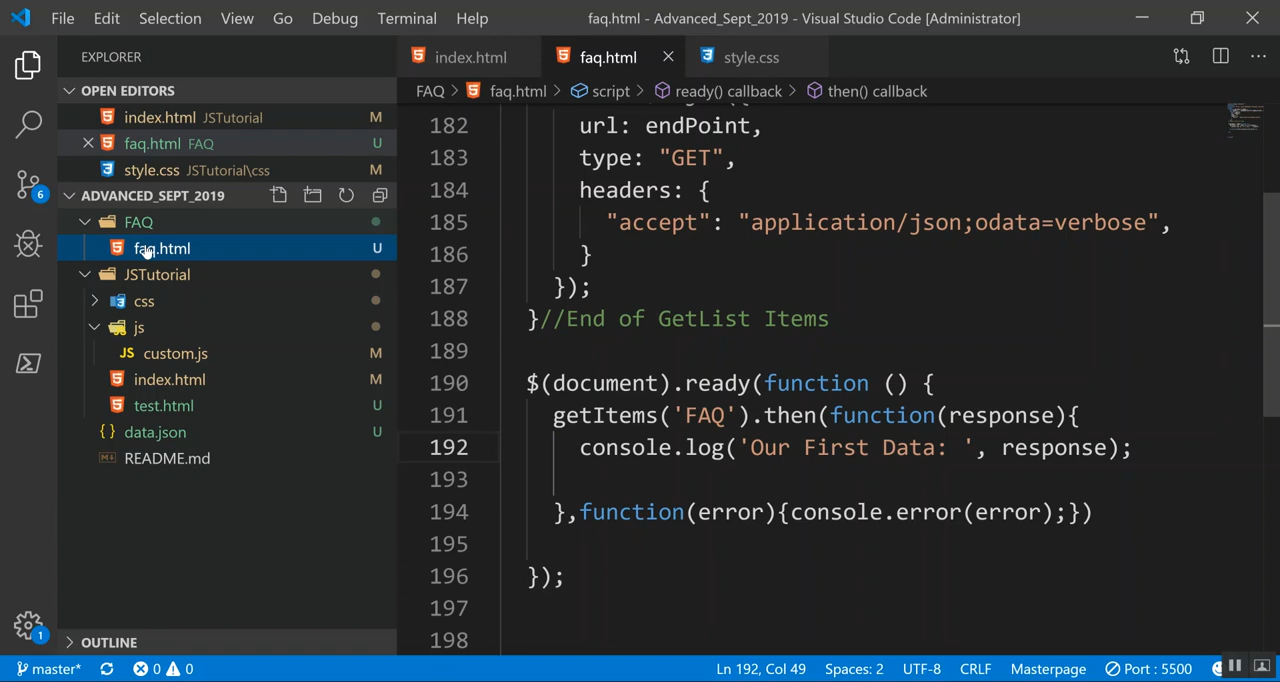 File Edit Selection View Go Debug Terminal Help faq.html - Advanced_Sept_2019 - Visual Studio Code [Administrator]
EXPLORER
index.html faq.html style.css
OPEN EDITORS
FAQ faq.html script ready() callback then() callback
index.html JSTutorial M
faq.html FAQ U
style.css JSTutorial\css M
ADVANCED_SEPT_2019
FAQ
faq.html U
JSTutorial
css
js
JS custom.js M
index.html M
test.html U
{ } data.json U
README.md
OUTLINE
182 url: endPoint,
183 type: "GET",
184 headers: {
185 "accept": "application/json;odata=verbose",
186 }
187 });
188 }//End of GetList Items
189
190 $(document).ready(function () {
191 getItems('FAQ').then(function(response){
192 console.log('Our First Data: ', response);
193
194 },function(error){console.error(error);})
195
196 });
197
198
6
1
master* 0 0 Ln 192, Col 49 Spaces: 2 UTF-8 CRLF Masterpage Port : 5500